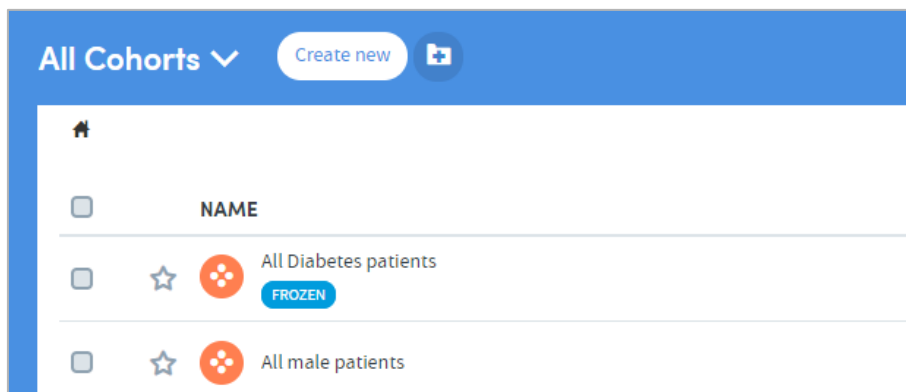 All Cohorts
Create new
NAME
All Diabetes patients
FROZEN
All male patients